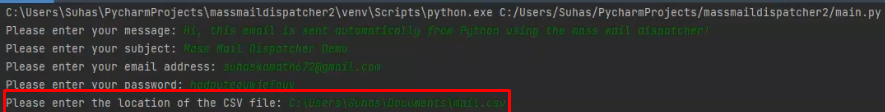 C:\Users\Suhas\PycharmProjects\massmaildispatcher2\venv\Scripts\python.exe C:/Users/Suhas/PycharmProjects/massmaildispatcher2/main.py
Please enter your message: Hi, this email is sent automatically from Python using the mass mail dispatcher!
Please enter your subject: Mass Mail Dispatcher Demo
Please enter your email address: suhaskamath672@gmail.com
Please enter your password:
Please enter the location of the CSV file: C:\Users\Suhas\Documents\mail.csv